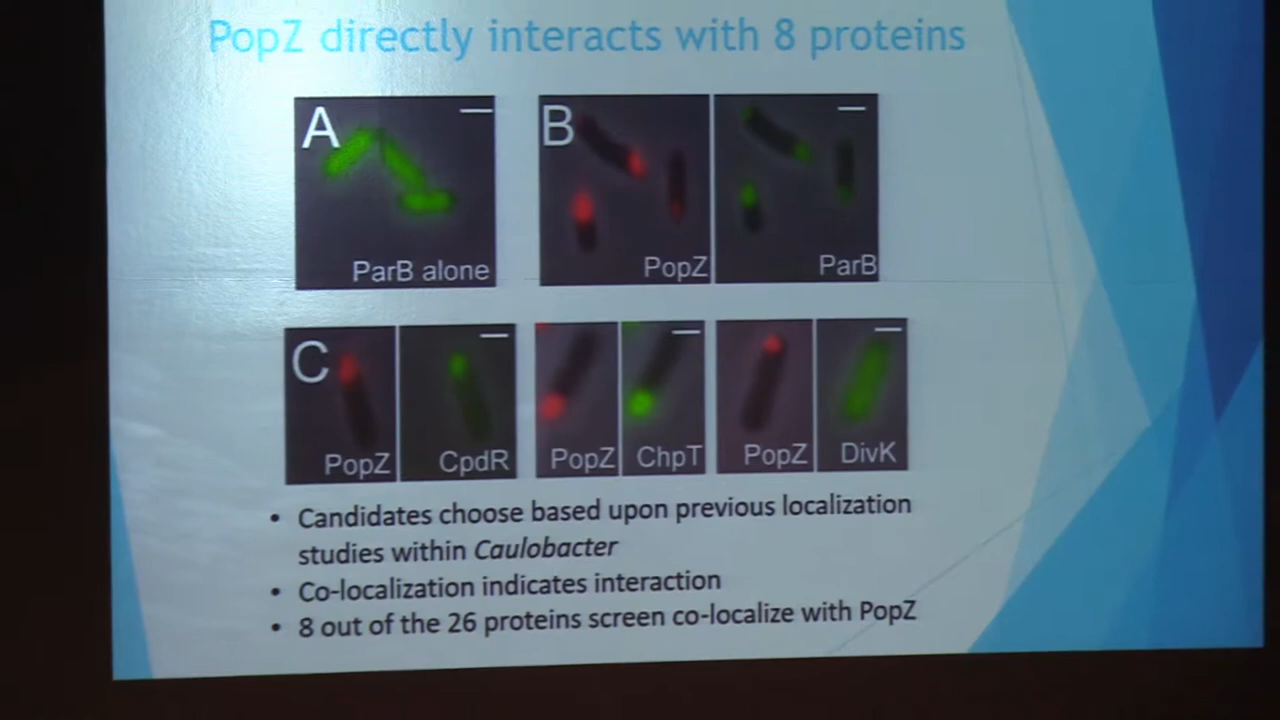 PopZ directly interacts with 8 proteins
A
ParB alone
B
PopZ
ParB
C
PopZ
CpdR
PopZ
ChpT
PopZ
DivK
• Candidates choose based upon previous localization
studies within Caulobacter
• Co-localization indicates interaction
• 8 out of the 26 proteins screen co-localize with PopZ